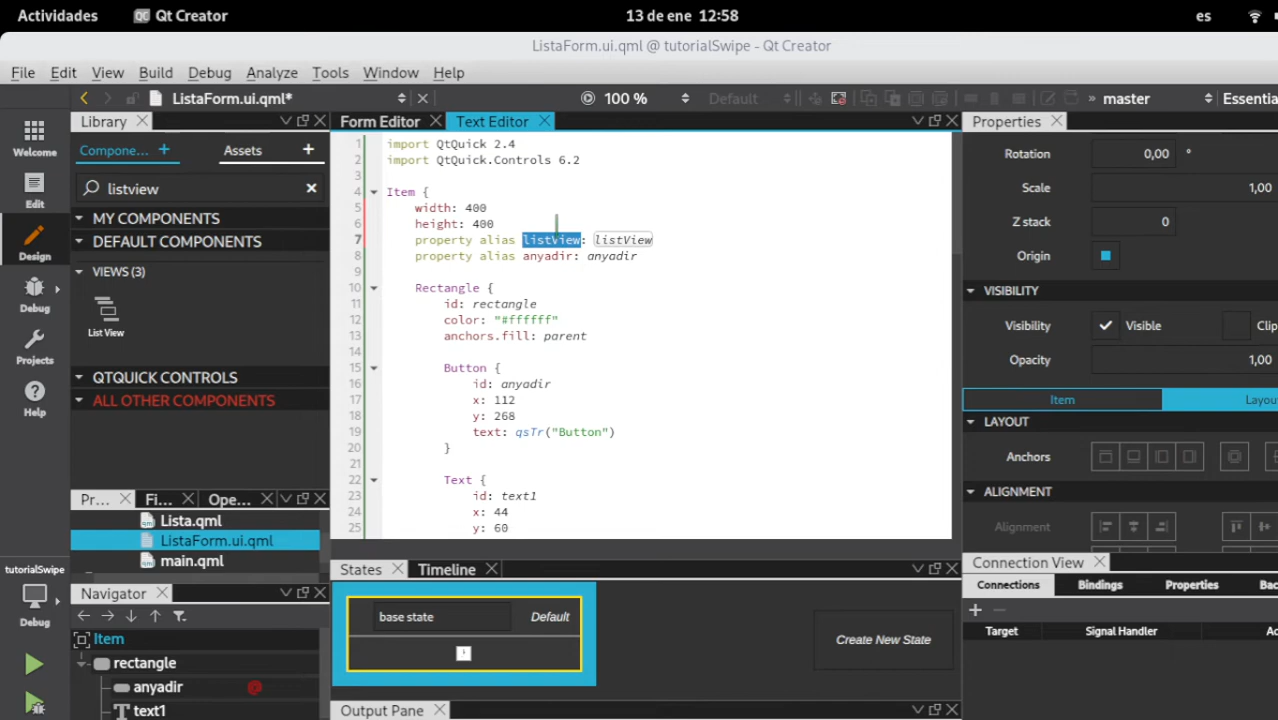 Actividades Qt Creator 13 de ene 12:58 es
ListaForm.ui.qml @ tutorialSwipe - Qt Creator
File Edit View Build Debug Analyze Tools Window Help
ListaForm.ui.qml* 100 % Default master Essentia
Library Form Editor Text Editor Properties
Welcome
Edit
Design
Debug
Projects
Help
Compone... + Assets +
listview
MY COMPONENTS
DEFAULT COMPONENTS
VIEWS (3)
List View
QTQUICK CONTROLS
ALL OTHER COMPONENTS
1 import QtQuick 2.4
2 import QtQuick.Controls 6.2
3
4 Item {
5 width: 400
6 height: 400
7 property alias listView: listView
8 property alias anyadir: anyadir
9
10 Rectangle {
11 id: rectangle
12 color: "#ffffff"
13 anchors.fill: parent
14
15 Button {
16 id: anyadir
17 x: 112
18 y: 268
19 text: qsTr("Button")
20 }
21
22 Text {
23 id: text1
24 x: 44
25 y: 60
Rotation 0,00 °
Scale 1,00
Z stack 0
Origin
VISIBILITY
Visibility Visible Clip
Opacity 1,00
Item Layou
LAYOUT
Anchors
ALIGNMENT
Alignment
Pr... Fi... Ope...
Lista.qml
ListaForm.ui.qml
main.qml
tutorialSwipe
Debug
Navigator
Item
rectangle
anyadir
text1
States Timeline
base state Default
1
Create New State
Output Pane
Connection View
Connections Bindings Properties Bac
Target Signal Handler Ac